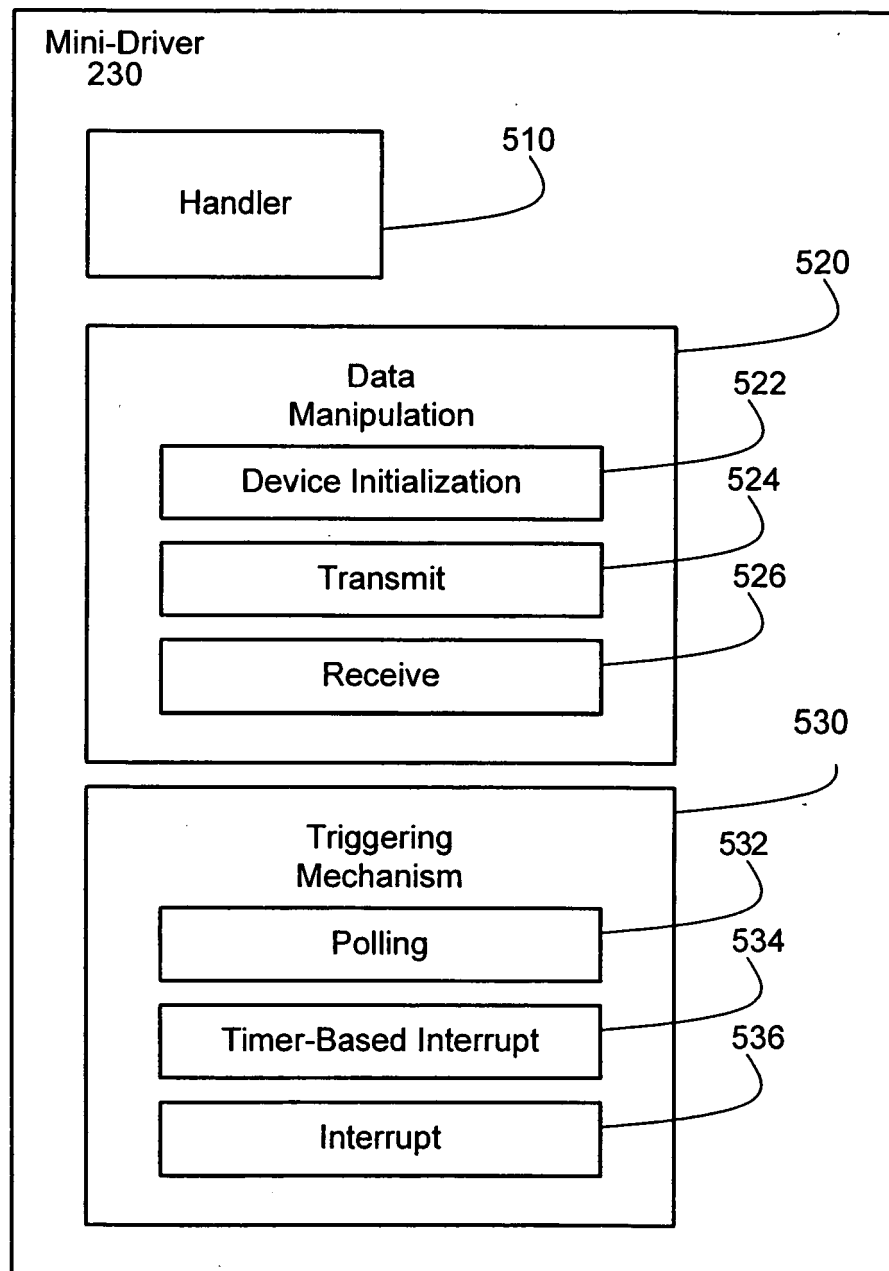 Mini-Driver
230
510
Handler
520
Data
Manipulation
522
Device Initialization
524
Transmit
526
Receive
530
Triggering
Mechanism
532
Polling
534
Timer-Based Interrupt
536
Interrupt